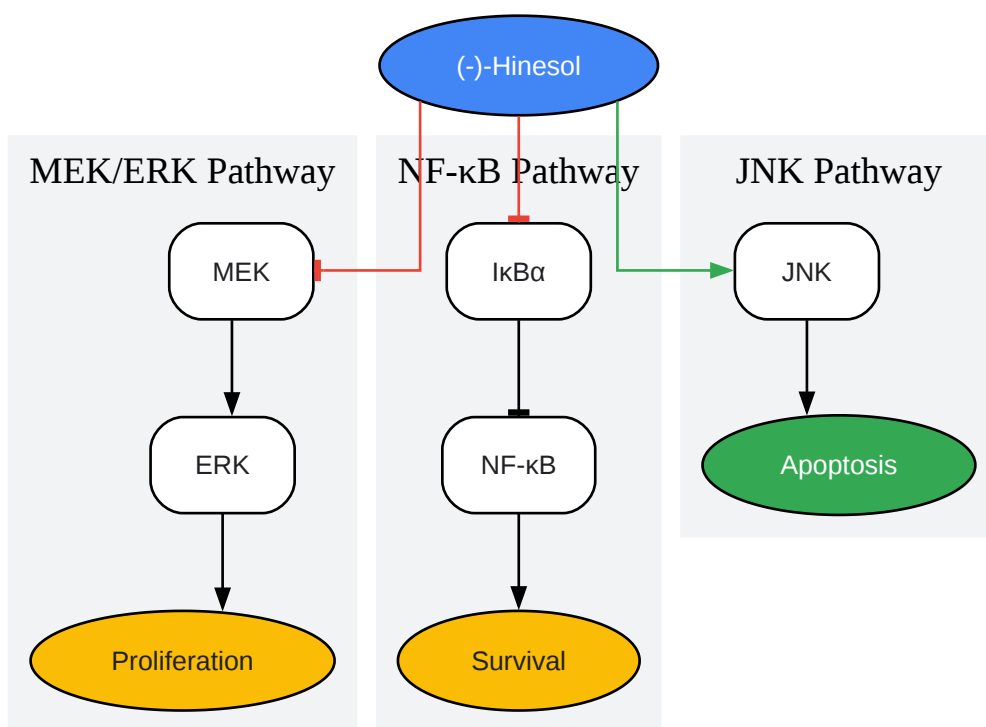 (-)-Hinesol
MEK/ERK Pathway
NF-κB Pathway
JNK Pathway
MEK
IκBα
JNK
ERK
NF-κB
Apoptosis
Proliferation
Survival